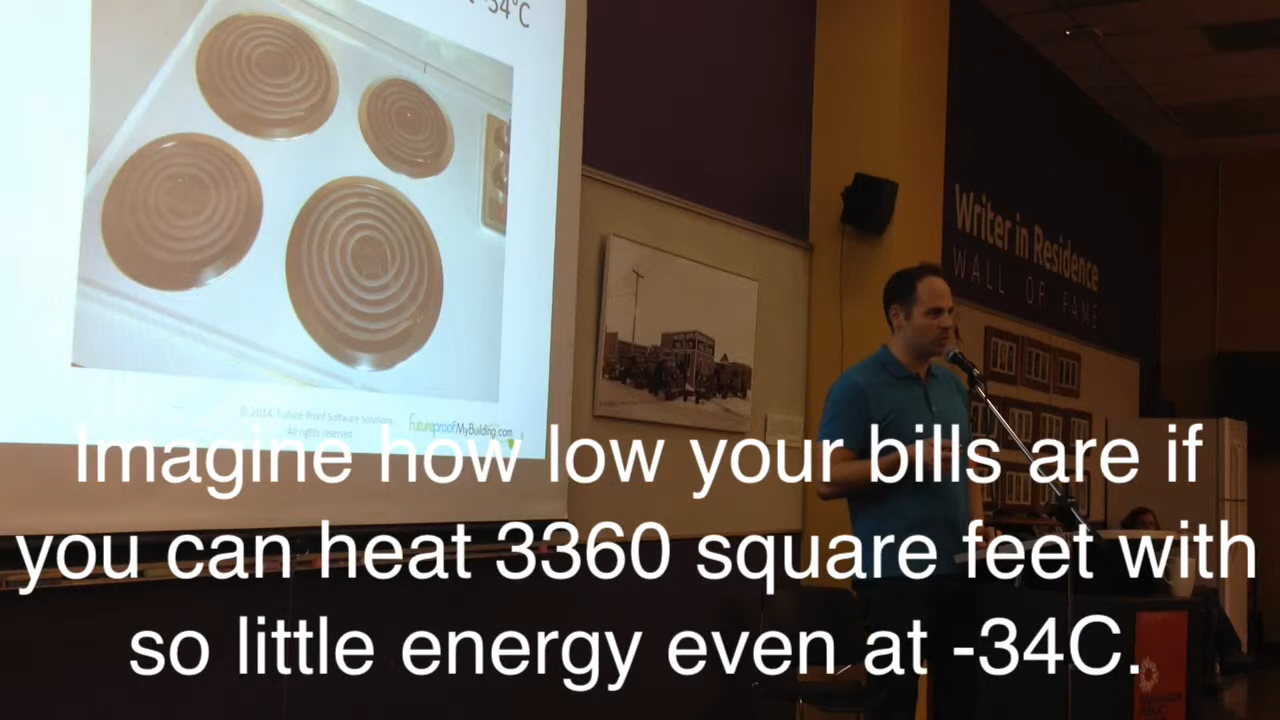 -34°C
Writer in Residence
WALL OF FAME
© 2014, Future Proof Software Solutions
All rights reserved
FutureproofMyBuilding.com
Imagine how low your bills are if
you can heat 3360 square feet with
so little energy even at -34C.